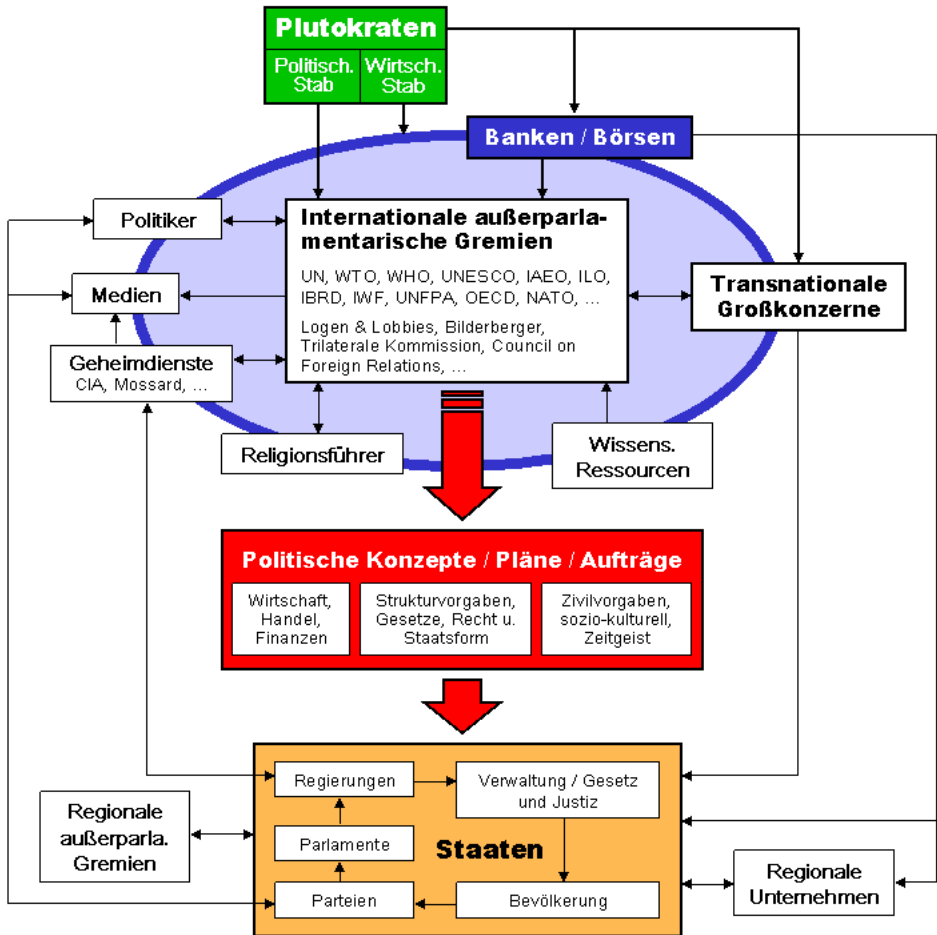 Plutokraten
Politisch. Stab
Wirtsch. Stab
Banken / Börsen
Politiker
Internationale außerparla-
mentarische Gremien
UN, WTO, WHO, UNESCO, IAEO, ILO,
IBRD, IWF, UNFPA, OECD, NATO, ...
Logen & Lobbies, Bilderberger,
Trilaterale Kommission, Council on
Foreign Relations, ...
Medien
Transnationale
Großkonzerne
Geheimdienste
CIA, Mossard, ...
Religionsführer
Wissens.
Ressourcen
Politische Konzepte / Pläne / Aufträge
Wirtschaft,
Handel,
Finanzen
Strukturvorgaben,
Gesetze, Recht u.
Staatsform
Zivilvorgaben,
sozio-kulturell,
Zeitgeist
Regierungen
Verwaltung / Gesetz
und Justiz
Regionale
außerparla.
Gremien
Parlamente
Staaten
Parteien
Bevölkerung
Regionale
Unternehmen